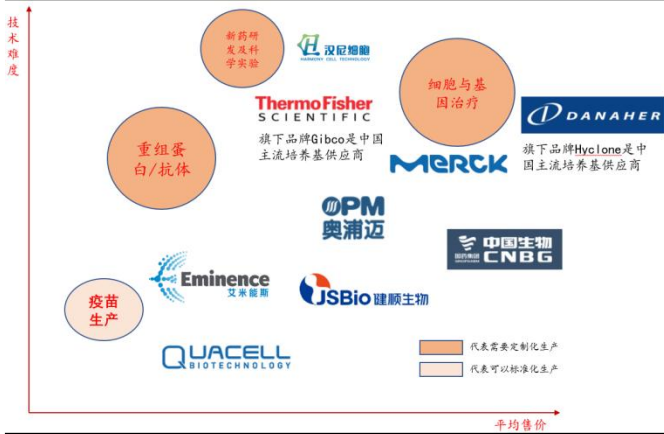 技术难度
新药研
发及科
学实验
汉尼细胞
HARMONY CELL TECHNOLOGY
细胞与基
因治疗
ThermoFisher
SCIENTIFIC
旗下品牌Gibco是中国
主流培养基供应商
DANAHER
旗下品牌Hyclone是中
国主流培养基供应商
重组蛋
白/抗体
MERCK
OPM
奥浦迈
中国生物
国药集团
CNBG
Eminence
艾米能斯
JSBio 健顺生物
疫苗
生产
QUACELL
BIOTECHNOLOGY
代表需要定制化生产
代表可以标准化生产
平均售价